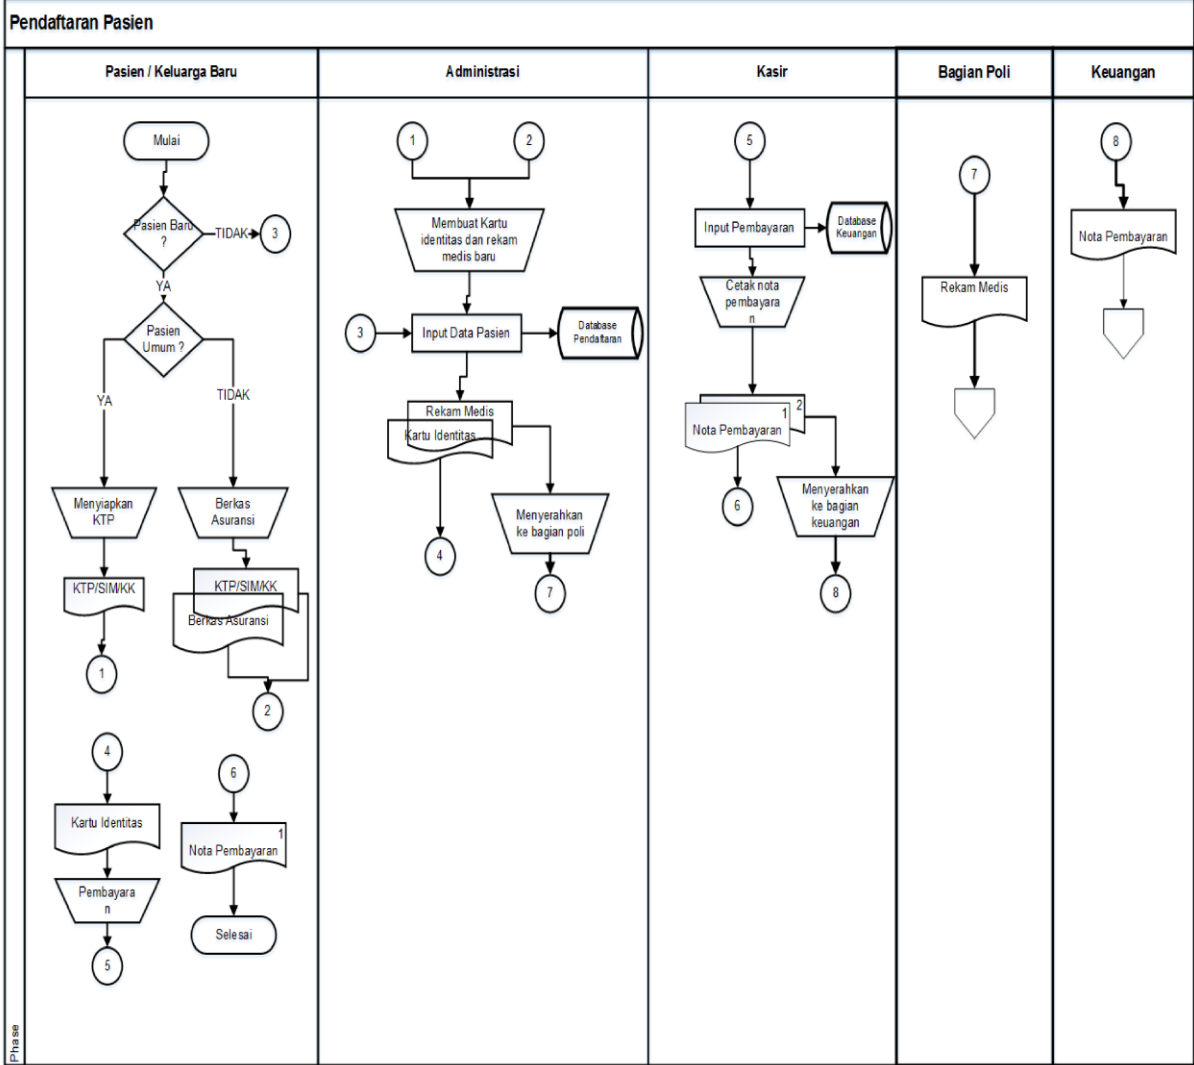 Pendaftaran Pasien
Phase
Pasien / Keluarga Baru
Administrasi
Kasir
Bagian Poli
Keuangan
Mulai
Pasien Baru
?
TIDAK
3
YA
Pasien
Umum ?
YA
TIDAK
Menyiapkan
KTP
Berkas
Asuransi
KTP/SIM/KK
KTP/SIM/KK
Berkas Asuransi
1
2
4
Kartu Identitas
Pembayara
n
5
6
1
Nota Pembayaran
Selesai
1
2
Membuat Kartu
identitas dan rekam
medis baru
3
Input Data Pasien
Database
Pendaftaran
Rekam Medis
Kartu Identitas
Menyerahkan
ke bagian poli
4
7
5
Input Pembayaran
Database
Keuangan
Cetak nota
pembayara
n
2
1
Nota Pembayaran
6
Menyerahkan
ke bagian
keuangan
8
7
Rekam Medis
8
Nota Pembayaran